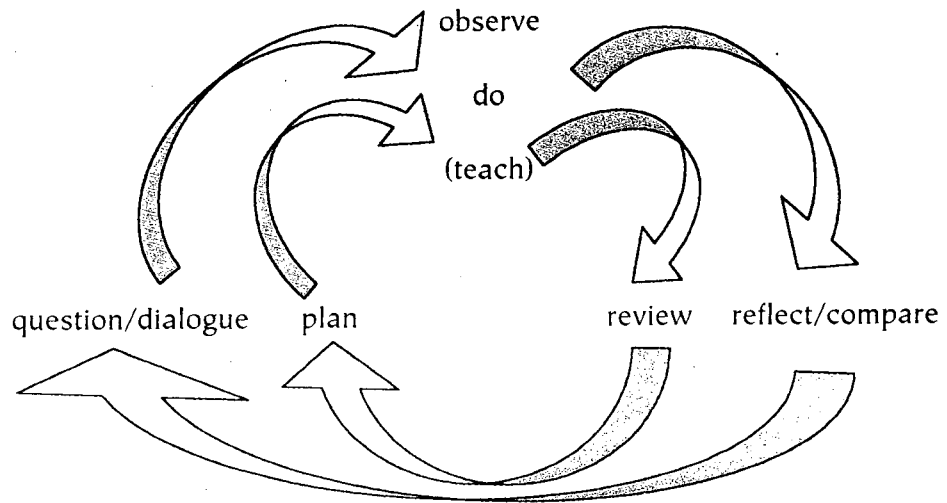 observe
do
(teach)
question/dialogue plan review reflect/compare